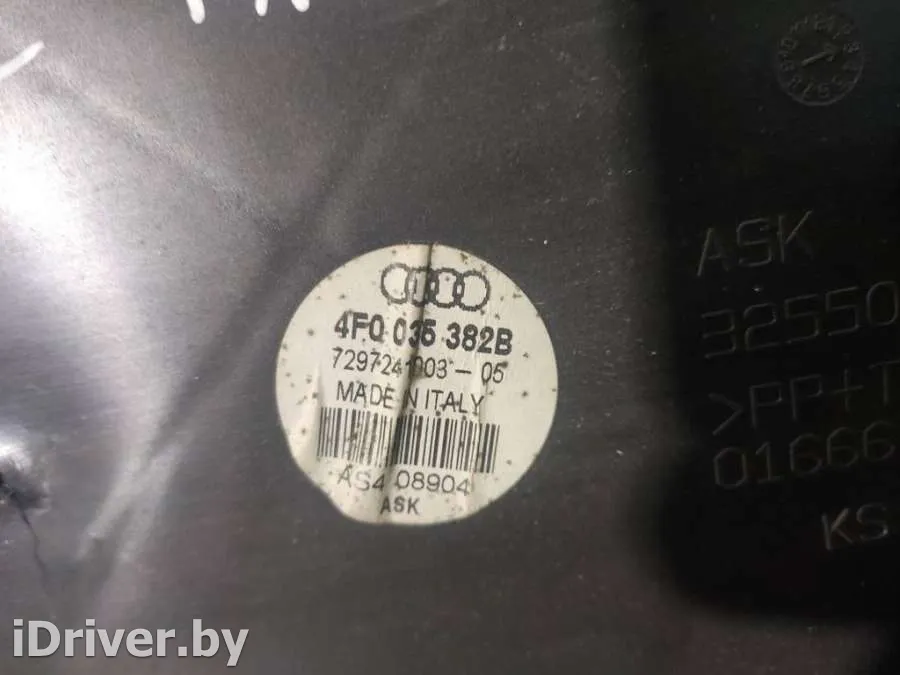 4F0 035 382B
7297241003-05
MADE IN ITALY
AS4 08904
ASK
ASK
32550
>PP+T
01666
KS
iDriver.by